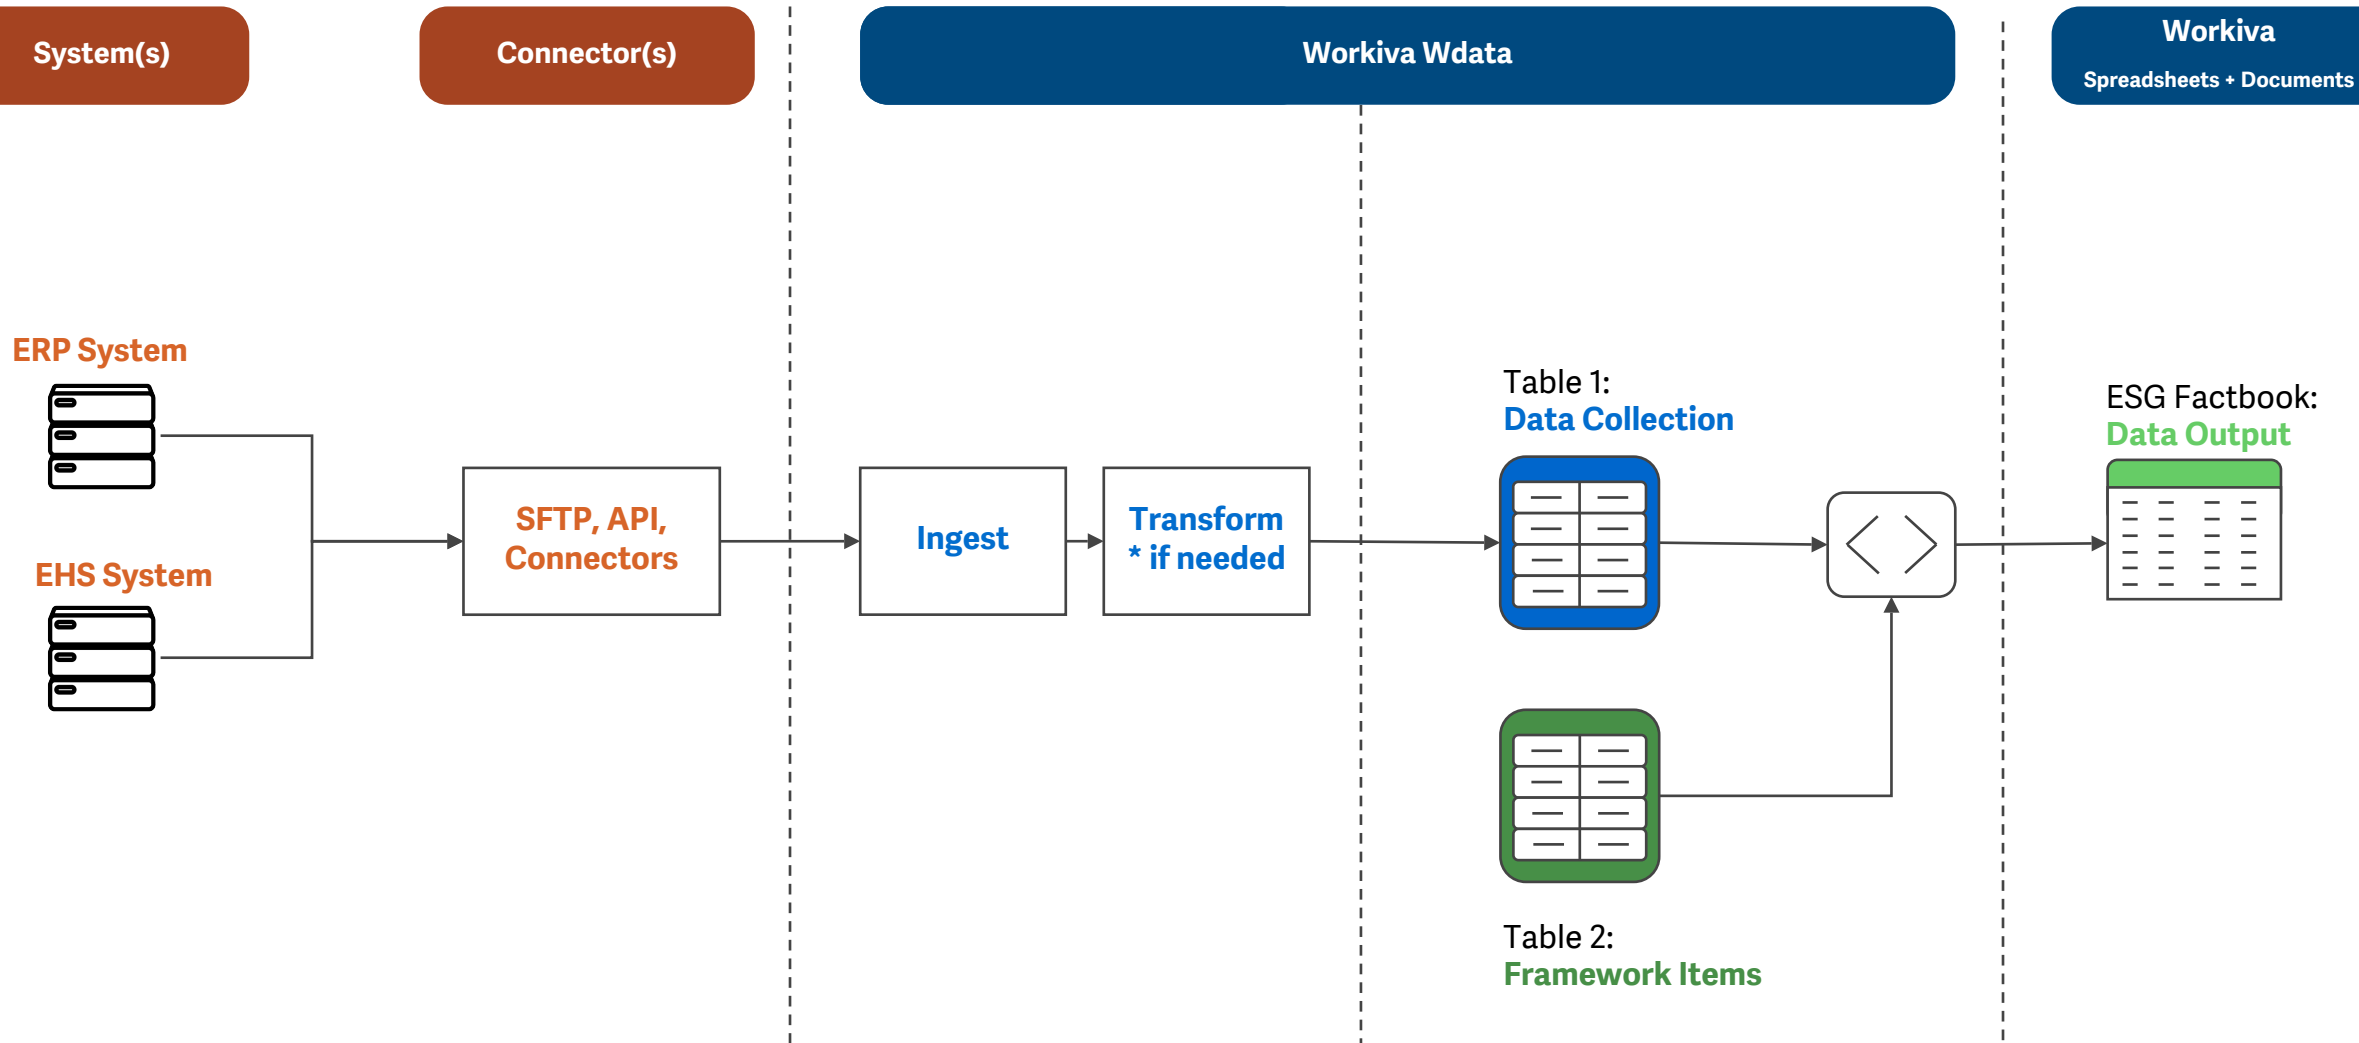 System(s)
Connector(s)
Workiva Wdata
Workiva
Spreadsheets + Documents
ERP System
EHS System
SFTP, API,
Connectors
Ingest
Transform
* if needed
Table 1:
Data Collection
Table 2:
Framework Items
ESG Factbook:
Data Output